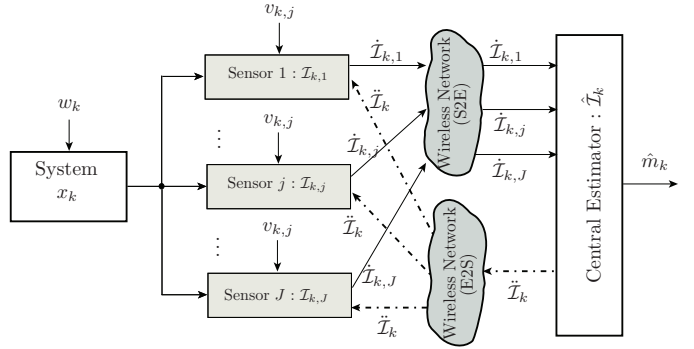 v_{k,j}
\dot{\mathcal{I}}_{k,1}
\dot{\mathcal{I}}_{k,1}
Sensor 1 : \mathcal{I}_{k,1}
w_k
\ddot{\mathcal{I}}_k
Wireless Network
(S2E)
⋮
v_{k,j}
\dot{\mathcal{I}}_{k,j}
\dot{\mathcal{I}}_{k,j}
System
x_k
Sensor j : \mathcal{I}_{k,j}
\dot{\mathcal{I}}_{k,J}
Central Estimator : \hat{\mathcal{I}}_k
\hat{m}_k
⋮
v_{k,j}
\ddot{\mathcal{I}}_k
Wireless Network
(E2S)
Sensor J : \mathcal{I}_{k,J}
\dot{\mathcal{I}}_{k,J}
\ddot{\mathcal{I}}_k
\ddot{\mathcal{I}}_k